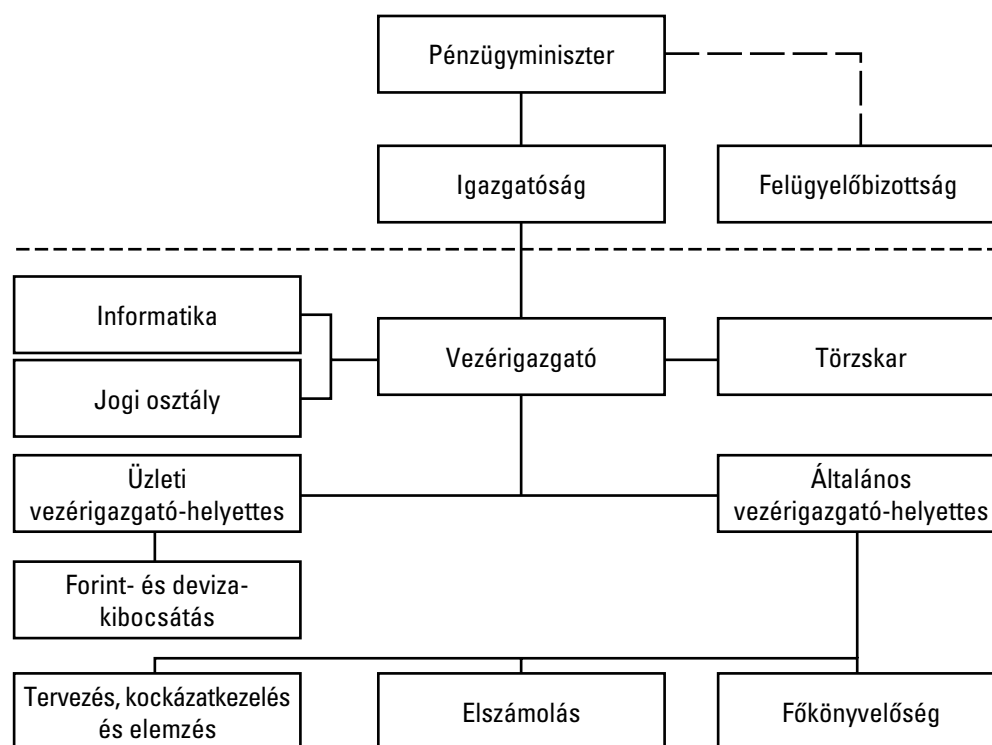 Pénzügyminiszter
Igazgatóság
Felügyelőbizottság
Informatika
Jogi osztály
Vezérigazgató
Törzskar
Üzleti
vezérigazgató-helyettes
Általános
vezérigazgató-helyettes
Forint- és deviza-
kibocsátás
Tervezés, kockázatkezelés
és elemzés
Elszámolás
Főkönyvelőség